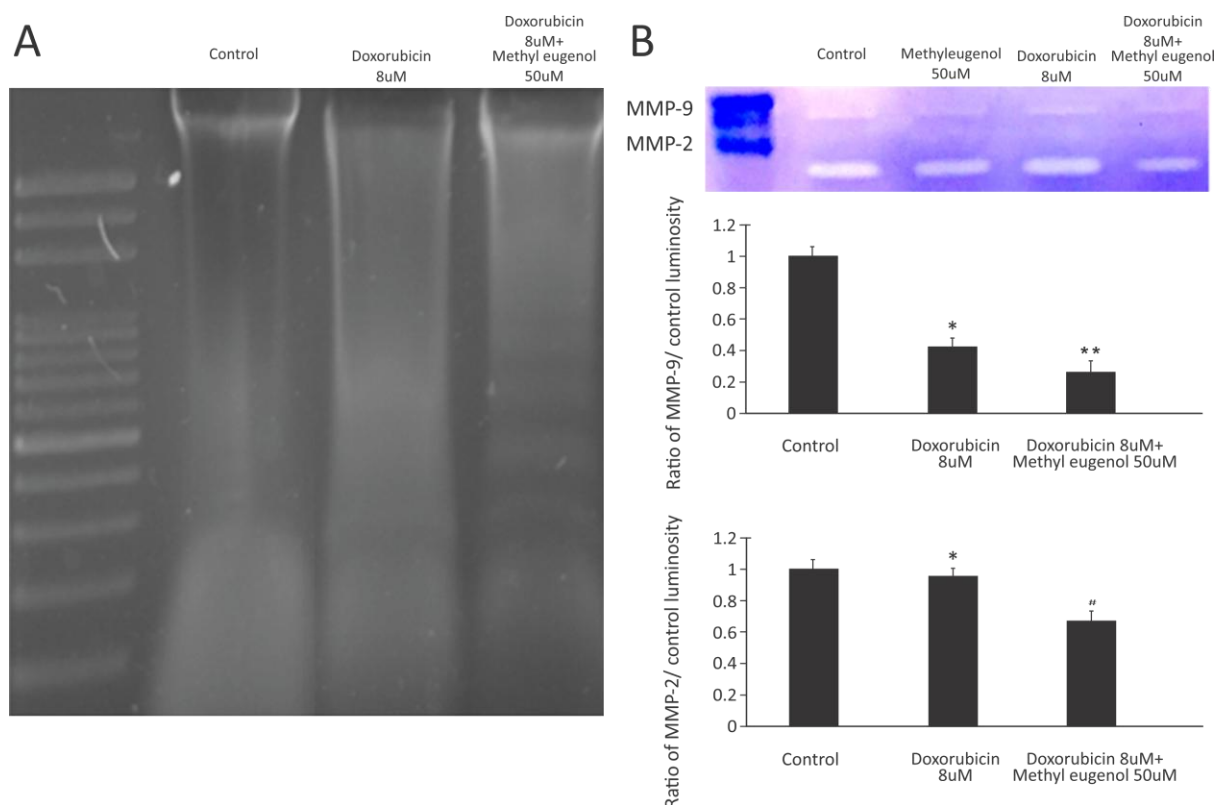 A
Control
Doxorubicin
8uM
Doxorubicin
8uM+
Methyl eugenol
50uM
B
Control
Methyleugenol
50uM
Doxorubicin
8uM
Doxorubicin
8uM+
Methyl eugenol
50uM
MMP-9
MMP-2
Ratio of MMP-9/ control luminosity
1.2
1
0.8
0.6
0.4
0.2
0
*
**
Control
Doxorubicin
8uM
Doxorubicin 8uM+
Methyl eugenol 50uM
Ratio of MMP-2/ control luminosity
1.2
1
0.8
0.6
0.4
0.2
0
*
#
Control
Doxorubicin
8uM
Doxorubicin 8uM+
Methyl eugenol 50uM